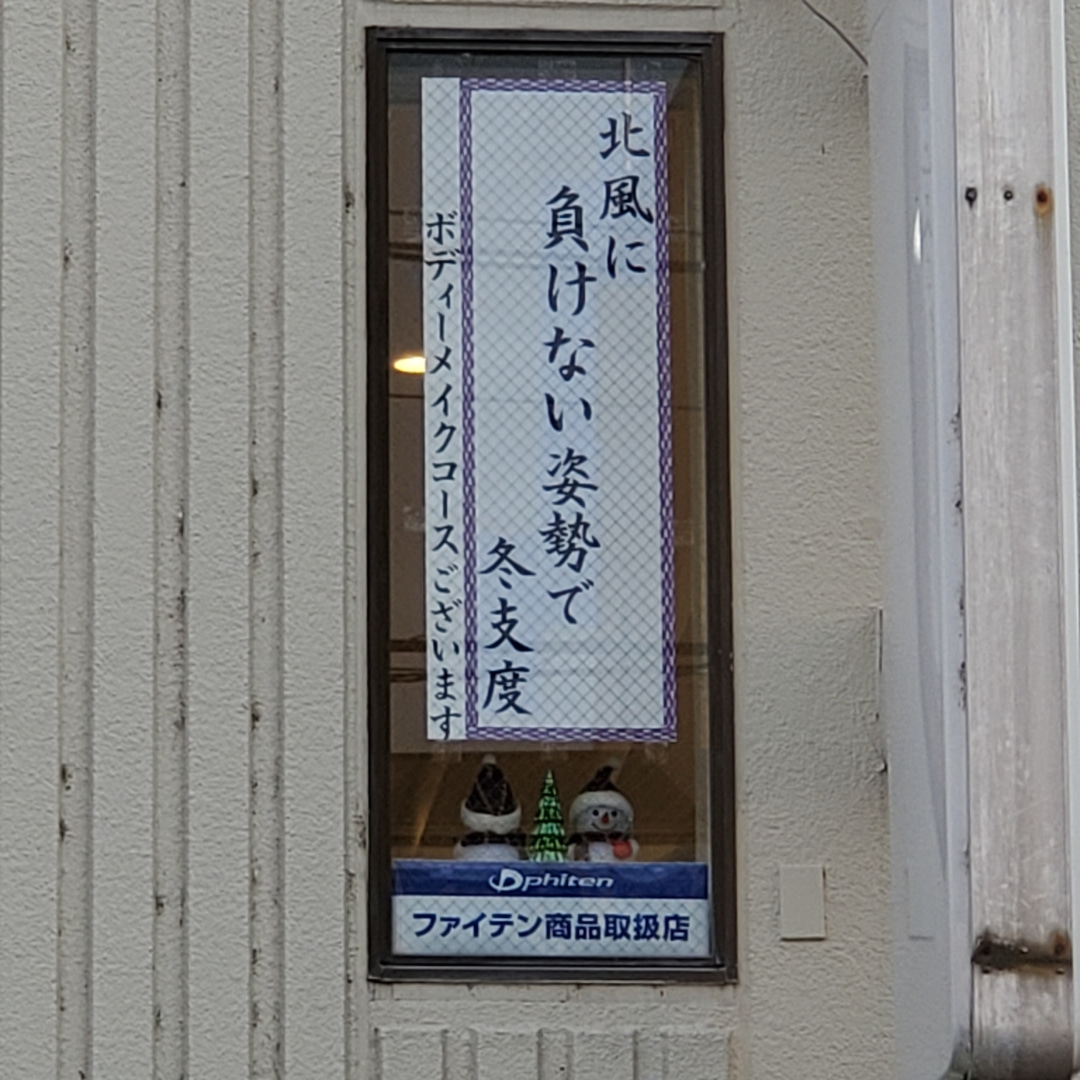 北風に
負けない姿勢で
冬支度
ボディーメイクコースございます
phiten
ファイテン商品取扱店